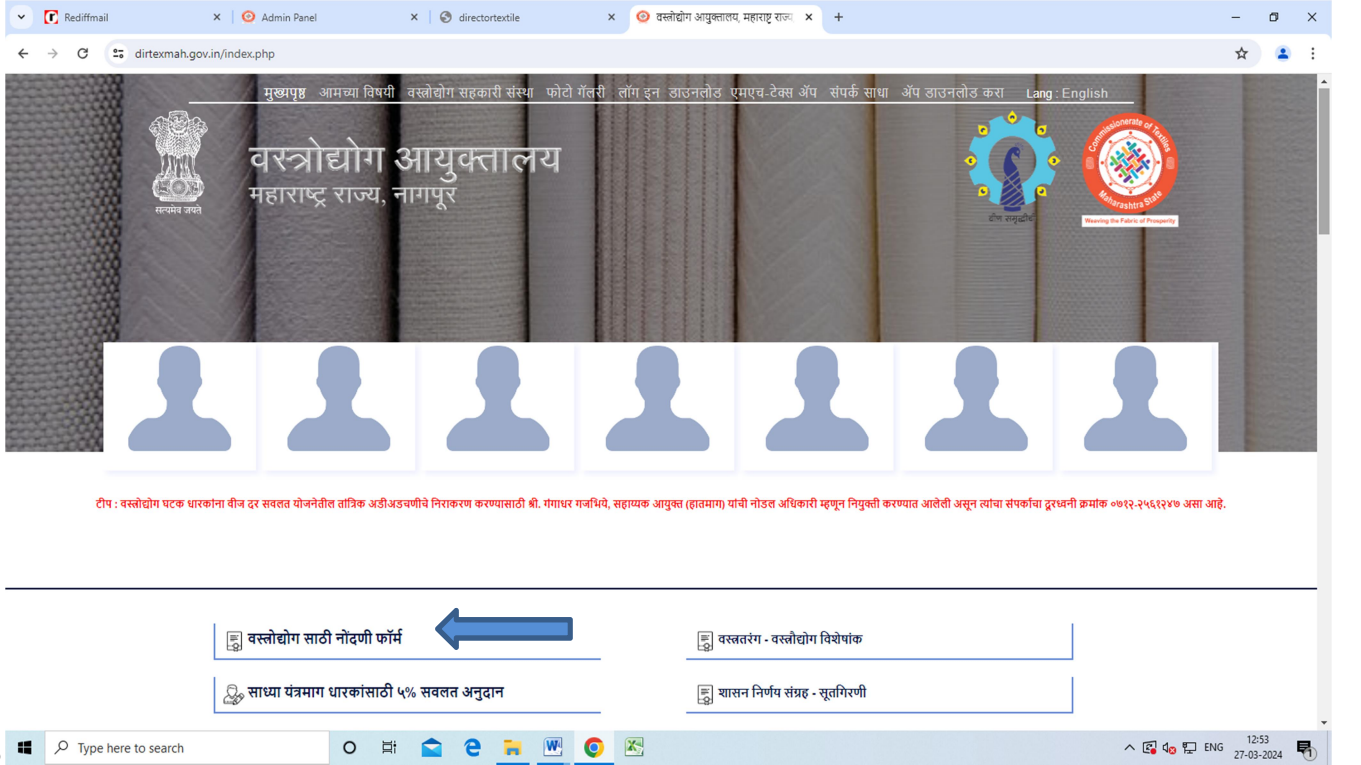 Rediffmail
Admin Panel
directortextile
वस्त्रोद्योग आयुक्तालय, महाराष्ट्र राज्य
dirtexmah.gov.in/index.php
मुख्यपृष्ठ आमच्या विषयी वस्त्रोद्योग सहकारी संस्था फोटो गॅलरी लॉग इन डाउनलोड एमएच-टेक्स अ‍ॅप संपर्क साधा अ‍ॅप डाउनलोड करा Lang : English
सत्यमेव जयते
वस्त्रोद्योग आयुक्तालय
महाराष्ट्र राज्य, नागपूर
Commissionerate of Textiles
Maharashtra State
Weaving the Fabric of Prosperity
टीप : वस्त्रोद्योग घटक धारकांना वीज दर सवलत योजनेतील तांत्रिक अडीअडचणीचे निराकरण करण्यासाठी श्री. गंगाधर गजभिये, सहाय्यक आयुक्त (हातमाग) यांची नोडल अधिकारी म्हणून नियुक्ती करण्यात आलेली असून त्यांचा संपर्काचा दूरध्वनी क्रमांक ०७१२-२५६१२४७ असा आहे.
वस्त्रोद्योग साठी नोंदणी फॉर्म
वस्त्रतरंग - वस्त्रौद्योग विशेषांक
साध्या यंत्रमाग धारकांसाठी ५% सवलत अनुदान
शासन निर्णय संग्रह - सूतगिरणी
Type here to search
ENG
12:53
27-03-2024